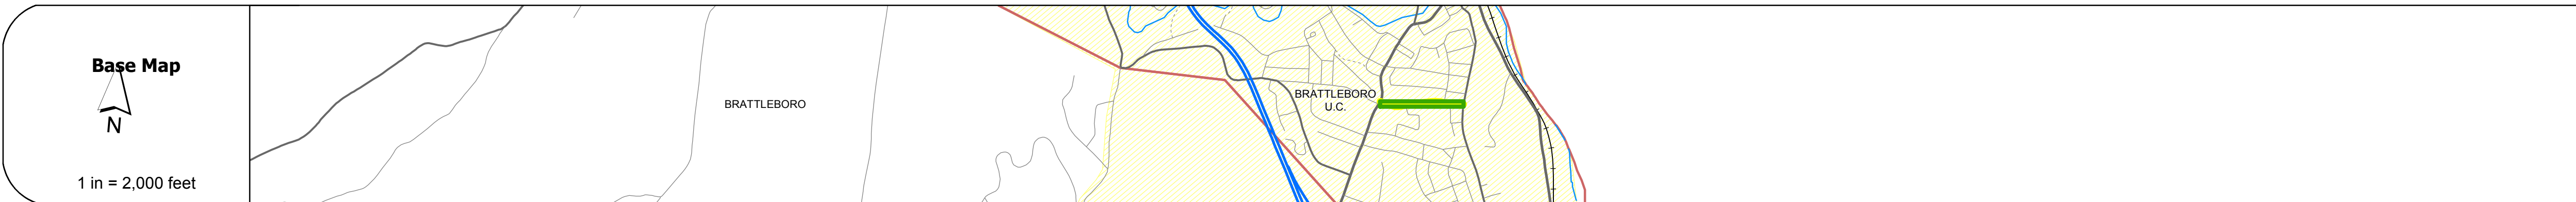 Base Map
N
1 in = 2,000 feet
BRATTLEBORO
BRATTLEBORO
U.C.